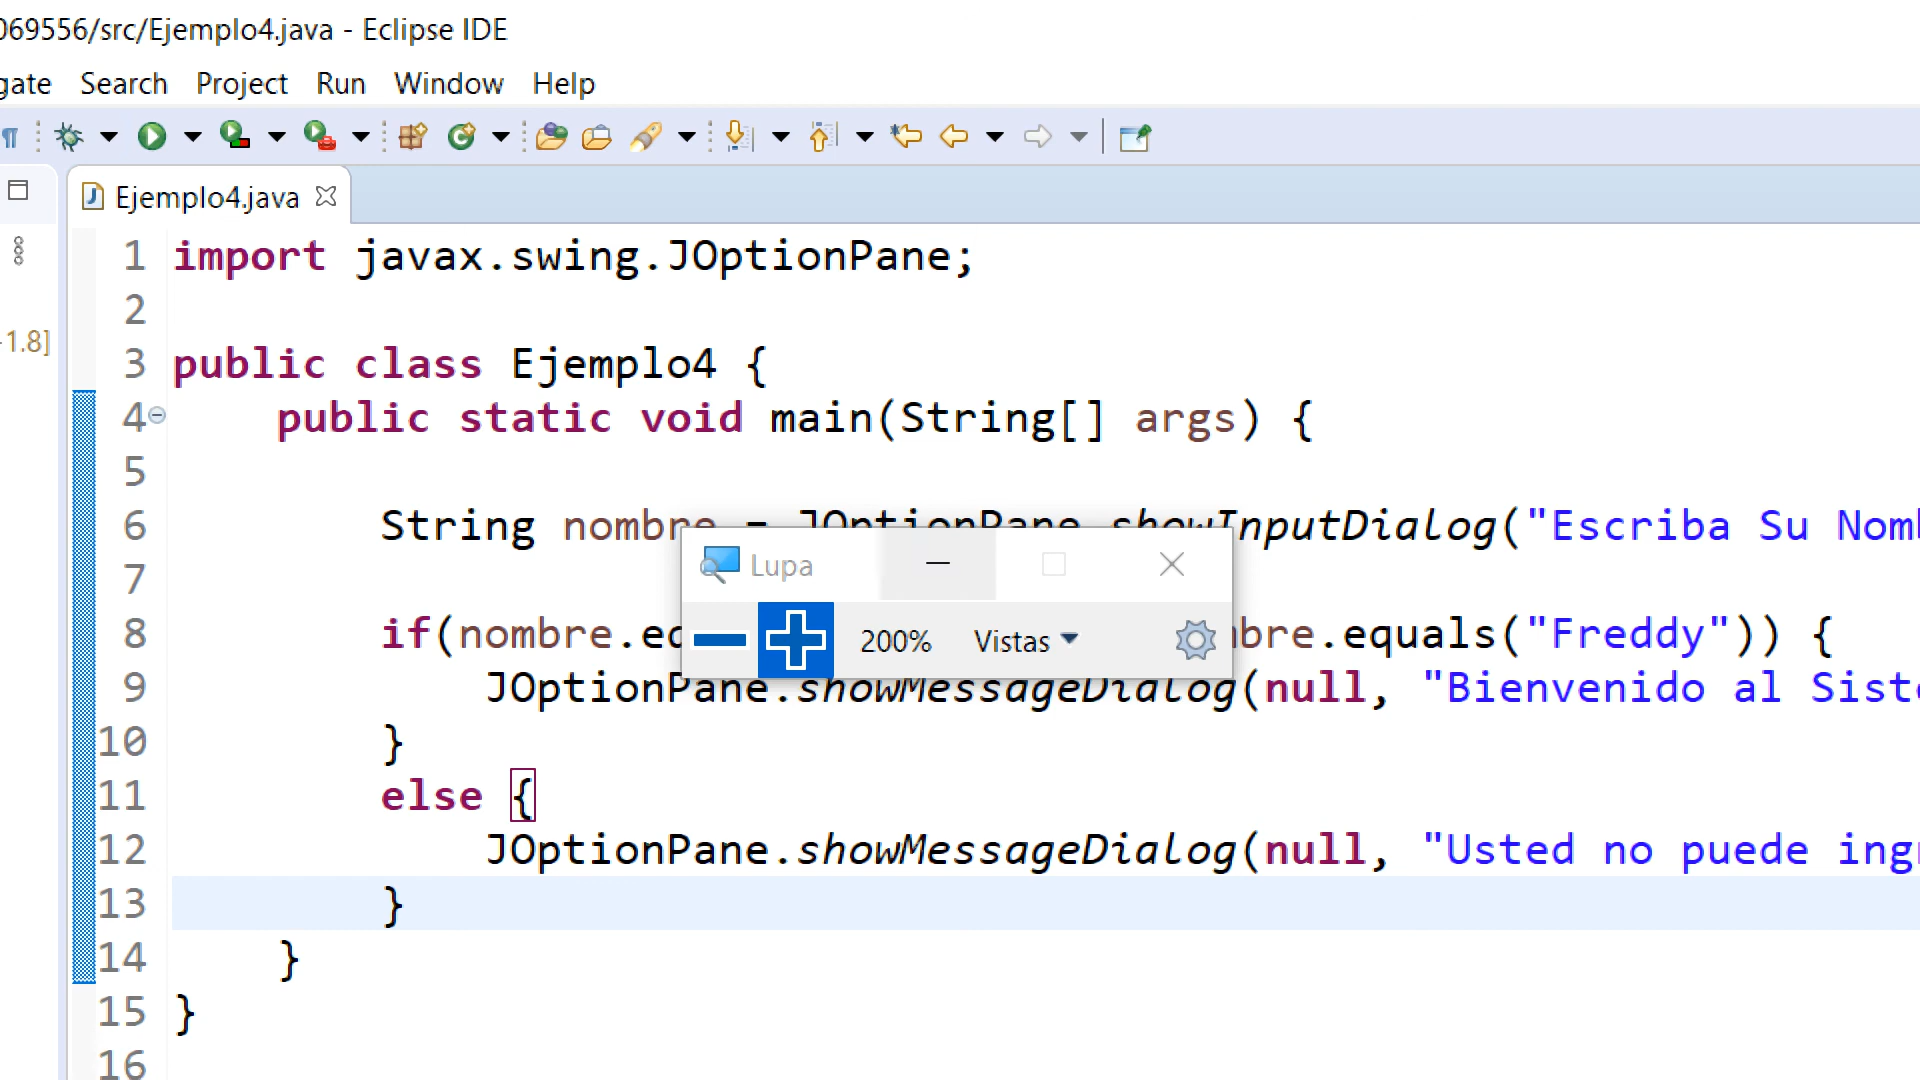 069556/src/Ejemplo4.java - Eclipse IDE
gate Search Project Run Window Help
Ejemplo4.java
1.8]
1 import javax.swing.JOptionPane;
2
3 public class Ejemplo4 {
4 public static void main(String[] args) {
5
6 String nombre = JOptionPane.showInputDialog("Escriba Su Nom
7
Lupa
200% Vistas
8 if(nombre. .equals("Freddy")) {
9 JOptionPane.showMessageDialog(null, "Bienvenido al Sist
10 }
11 else {
12 JOptionPane.showMessageDialog(null, "Usted no puede ing
13 }
14 }
15 }
16